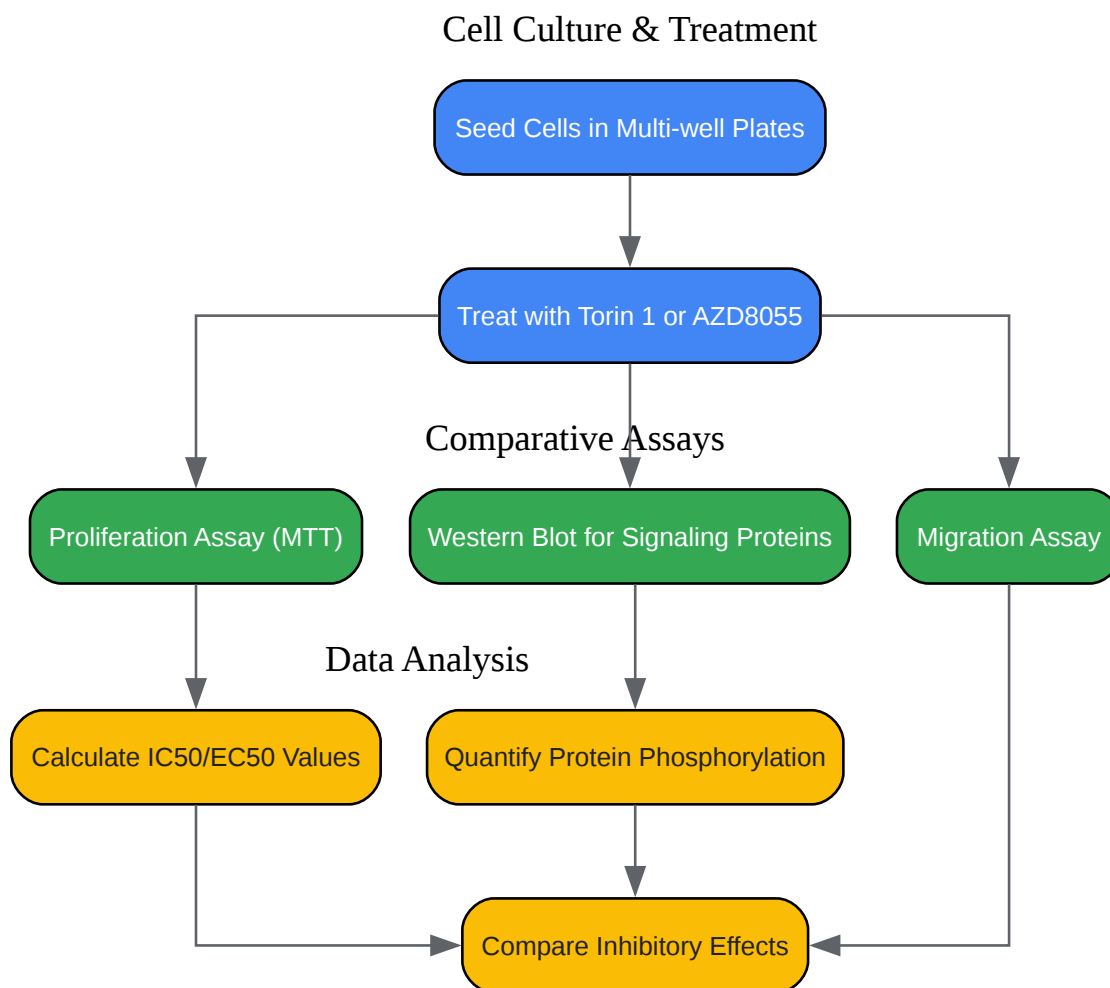 Cell Culture & Treatment
Seed Cells in Multi-well Plates
Treat with Torin 1 or AZD8055
Comparative Assays
Proliferation Assay (MTT)
Western Blot for Signaling Proteins
Migration Assay
Data Analysis
Calculate IC50/EC50 Values
Quantify Protein Phosphorylation
Compare Inhibitory Effects